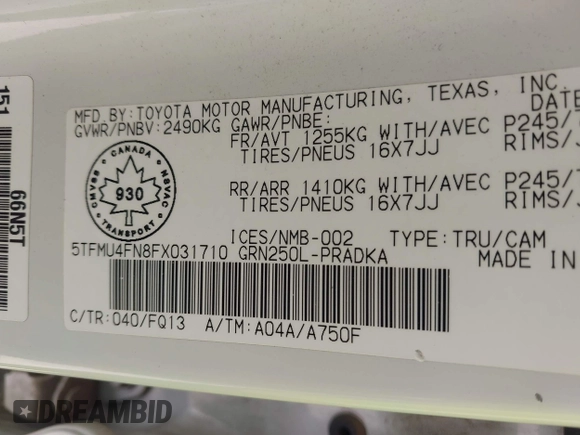 MFD.BY:TOYOTA MOTOR MANUFACTURING, TEXAS, INC.
DATE
GVWR/PNBV:2490KG GAWR/PNBE:
FR/AVT 1255KG WITH/AVEC P245/7
TIRES/PNEUS 16X7JJ RIMS/J
RR/ARR 1410KG WITH/AVEC P245/7
TIRES/PNEUS 16X7JJ RIMS/J
CANADA
930
TRANSPORT
ICES/NMB-002 TYPE:TRU/CAM
5TFMU4FN8FX031710 GRN250L-PRADKA MADE IN
C/TR:040/FQ13 A/TM:A04A/A750F
151
66N5T
DREAMBID